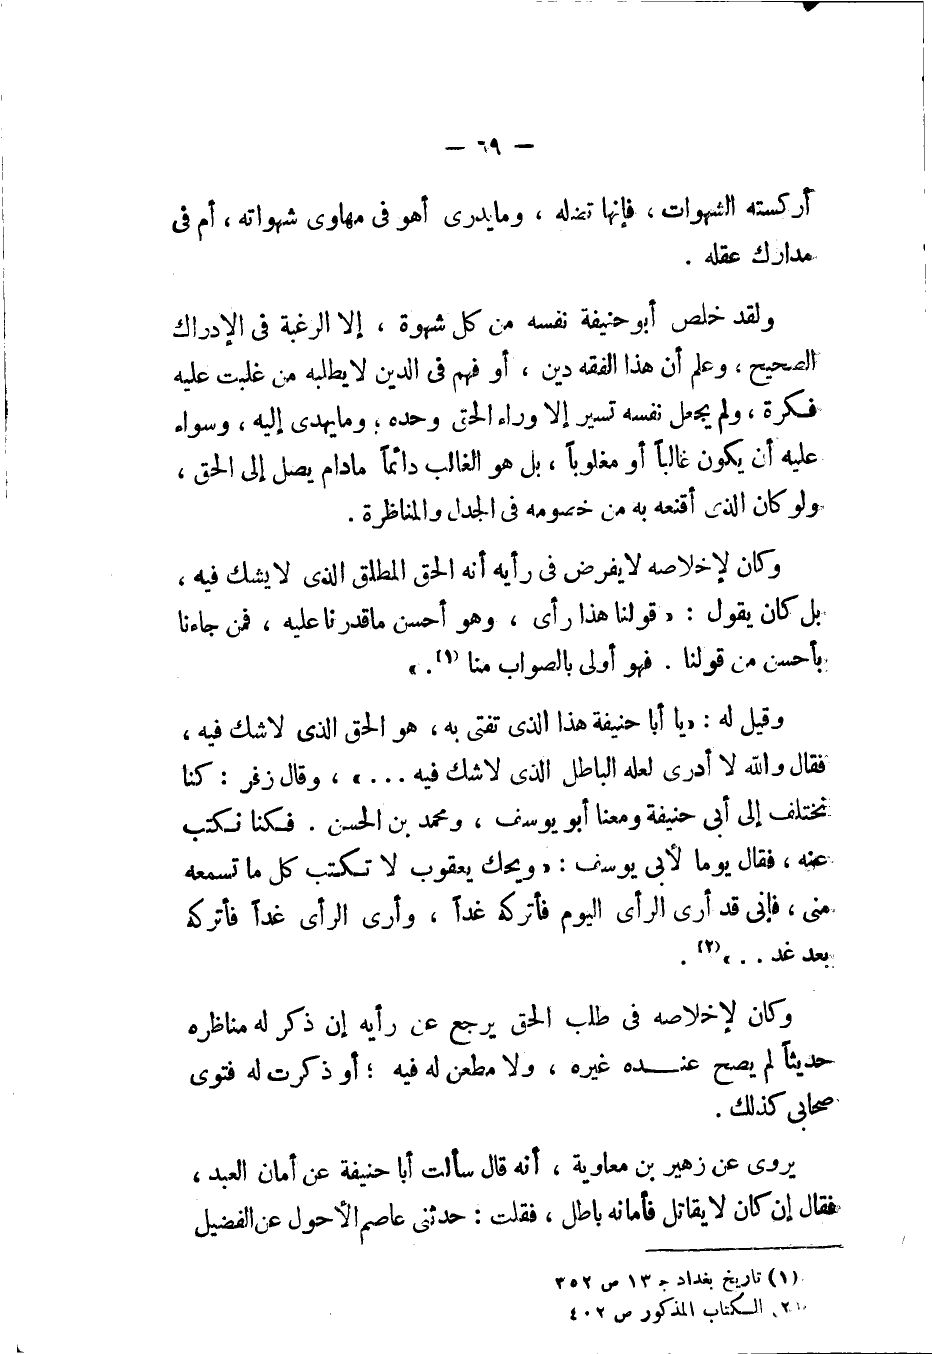 — ٦٩ —
أركسته الشهوات ، فإنها تضله ، ومايدرى أهو فى مهاوى شهواته ، أم فى
مدارك عقله .
ولقد خلص أبو حنيفة نفسه من كل شهوة ، إلا الرغبة فى الإدراك
الصحيح ، وعلم أن هذا الفقه دين ، أو فهم فى الدين لايطلبه من غلبت عليه
فكرة ، ولم يجعل نفسه تسير إلا وراء الحق وحده ، ومايهدى إليه ، وسواء
عليه أن يكون غالباً أو مغلوباً ، بل هو الغالب دائماً مادام يصل إلى الحق ،
ولو كان الذى أقنعه به من خصومه فى الجدل والمناظرة .
وكان لإخلاصه لايفرض فى رأيه أنه الحق المطلق الذى لايشك فيه ،
بل كان يقول : « قولنا هذا رأى ، وهو أحسن ماقدرنا عليه ، فمن جاءنا
بأحسن من قولنا . فهو أولى بالصواب منا (١) . »
وقيل له : «يا أبا حنيفة هذا الذى تفتى به ، هو الحق الذى لاشك فيه ،
فقال والله لا أدرى لعله الباطل الذى لاشك فيه ...» ، وقال زفر : كنا
نختلف إلى أبى حنيفة ومعنا أبو يوسف ، ومحمد بن الحسن . فكنا نكتب
عنه ، فقال يوما لأبى يوسف : « ويحك يعقوب لا تكتب كل ما تسمعه
منى ، فإنى قد أرى الرأى اليوم فأتركه غداً ، وأرى الرأى غداً فأتركه
بعد غد . . »(٢) .
وكان لإخلاصه فى طلب الحق يرجع عن رأيه إن ذكر له مناظره
حديثاً لم يصح عنـــده غيره ، ولا مطعن له فيه ؛ أو ذكرت له فتوى
صحابى كذلك .
يروى عن زهير بن معاوية ، أنه قال سألت أبا حنيفة عن أمان العبد ،
فقال إن كان لايقاتل فأمانه باطل ، فقلت : حدثنى عاصم الأحول عن الفضيل
(١) تاريخ بغداد ج ١٣ ص ٣٥٢
٢. الكتاب المذكور ص ٤٠٢